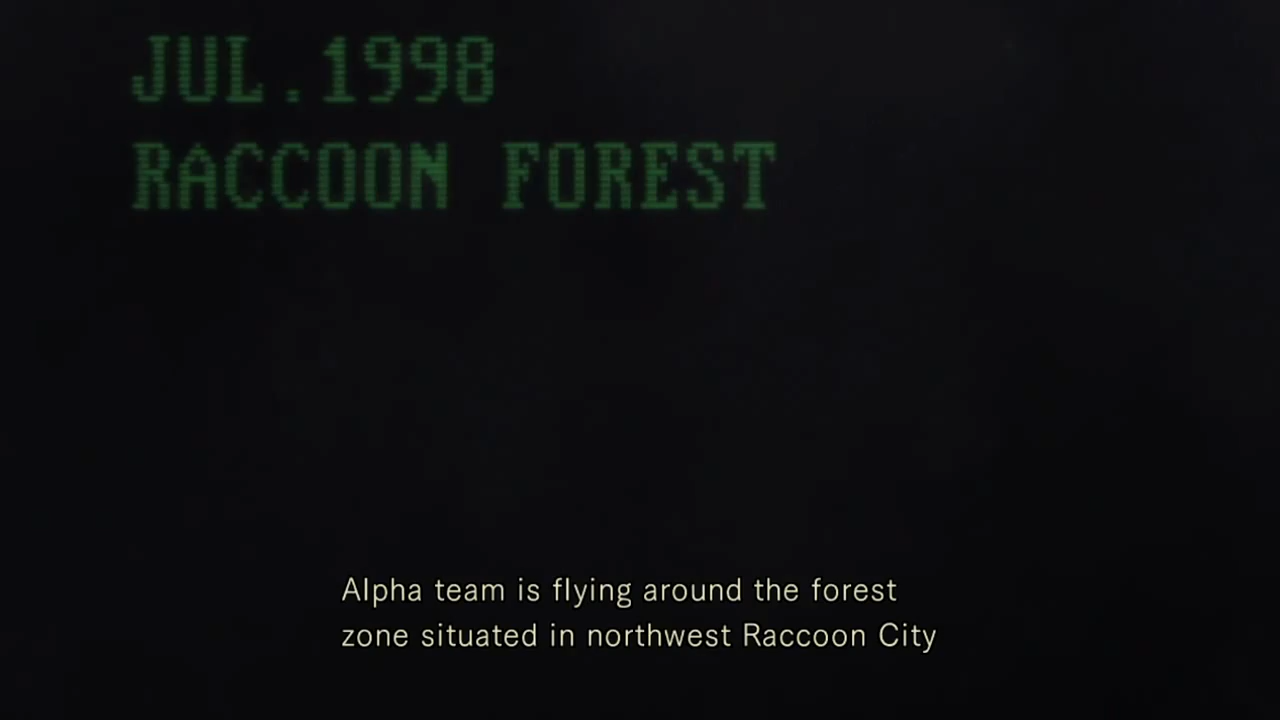 JUL.1998
RACCOON FOREST
Alpha team is flying around the forest
zone situated in northwest Raccoon City